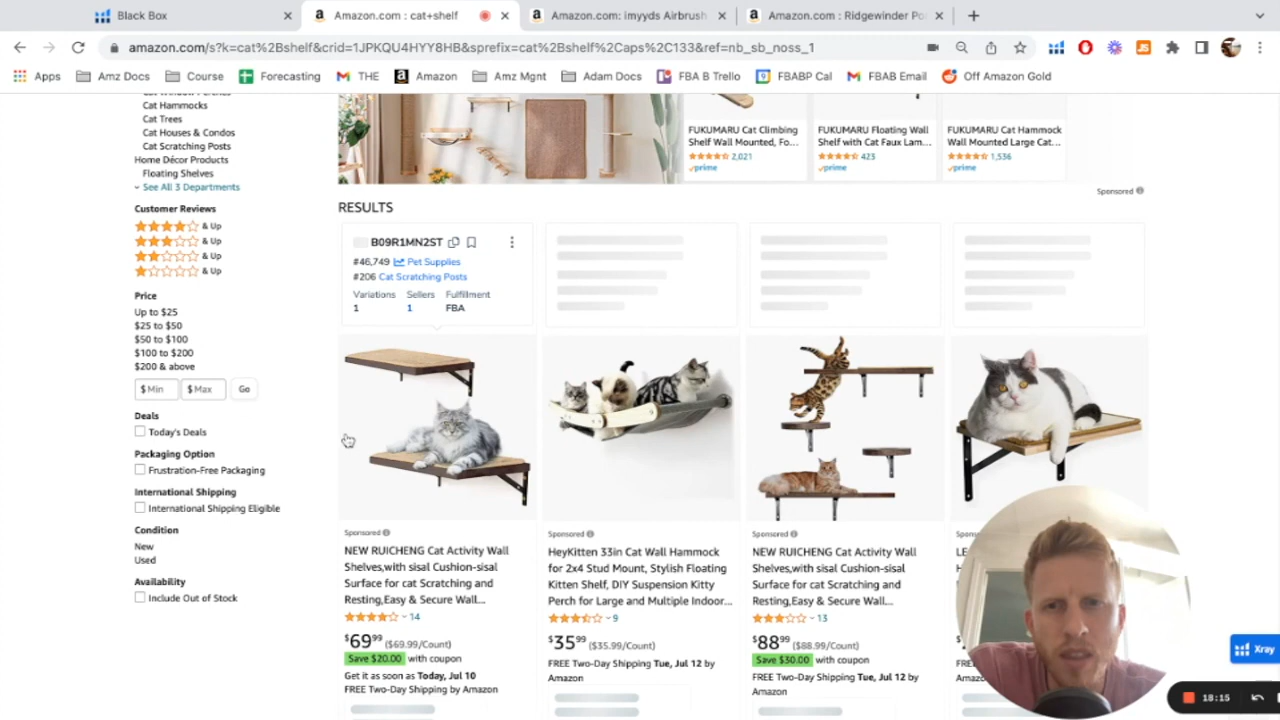 Black Box
Amazon.com : cat+shelf
Amazon.com: imyyds Airbrush
Amazon.com : Ridgewinder Po
amazon.com/s?k=cat%2Bshelf&crid=1JPKQU4HYY8HB&sprefix=cat%2Bshelf%2Caps%2C133&ref=nb_sb_noss_1
Apps
Amz Docs
Course
Forecasting
THE
Amazon
Amz Mgnt
Adam Docs
FBA B Trello
FBABP Cal
FBAB Email
Off Amazon Gold
Cat Hammocks
Cat Trees
Cat Houses & Condos
Cat Scratching Posts
Home Décor Products
Floating Shelves
See All 3 Departments
Customer Reviews
& Up
& Up
& Up
& Up
Price
Up to $25
$25 to $50
$50 to $100
$100 to $200
$200 & above
$ Min
$ Max
Go
Deals
Today's Deals
Packaging Option
Frustration-Free Packaging
International Shipping
International Shipping Eligible
Condition
New
Used
Availability
Include Out of Stock
FUKUMARU Cat Climbing
Shelf Wall Mounted, Fo...
2,021
prime
FUKUMARU Floating Wall
Shelf with Cat Faux Lam...
423
prime
FUKUMARU Cat Hammock
Wall Mounted Large Cat...
1,536
prime
Sponsored
RESULTS
B09R1MN2ST
#46,749 Pet Supplies
#206 Cat Scratching Posts
Variations Sellers Fulfillment
1 1 FBA
Sponsored
NEW RUICHENG Cat Activity Wall
Shelves,with sisal Cushion-sisal
Surface for cat Scratching and
Resting,Easy & Secure Wall...
14
$69 99 ($69.99/Count)
Save $20.00 with coupon
Get it as soon as Today, Jul 10
FREE Two-Day Shipping by Amazon
Sponsored
HeyKitten 33in Cat Wall Hammock
for 2x4 Stud Mount, Stylish Floating
Kitten Shelf, DIY Suspension Kitty
Perch for Large and Multiple Indoor...
9
$35 99 ($35.99/Count)
FREE Two-Day Shipping Tue, Jul 12 by
Amazon
Sponsored
NEW RUICHENG Cat Activity Wall
Shelves,with sisal Cushion-sisal
Surface for cat Scratching and
Resting,Easy & Secure Wall...
13
$88 99 ($88.99/Count)
Save $30.00 with coupon
FREE Two-Day Shipping Tue, Jul 12 by
Amazon
Xray
18:15